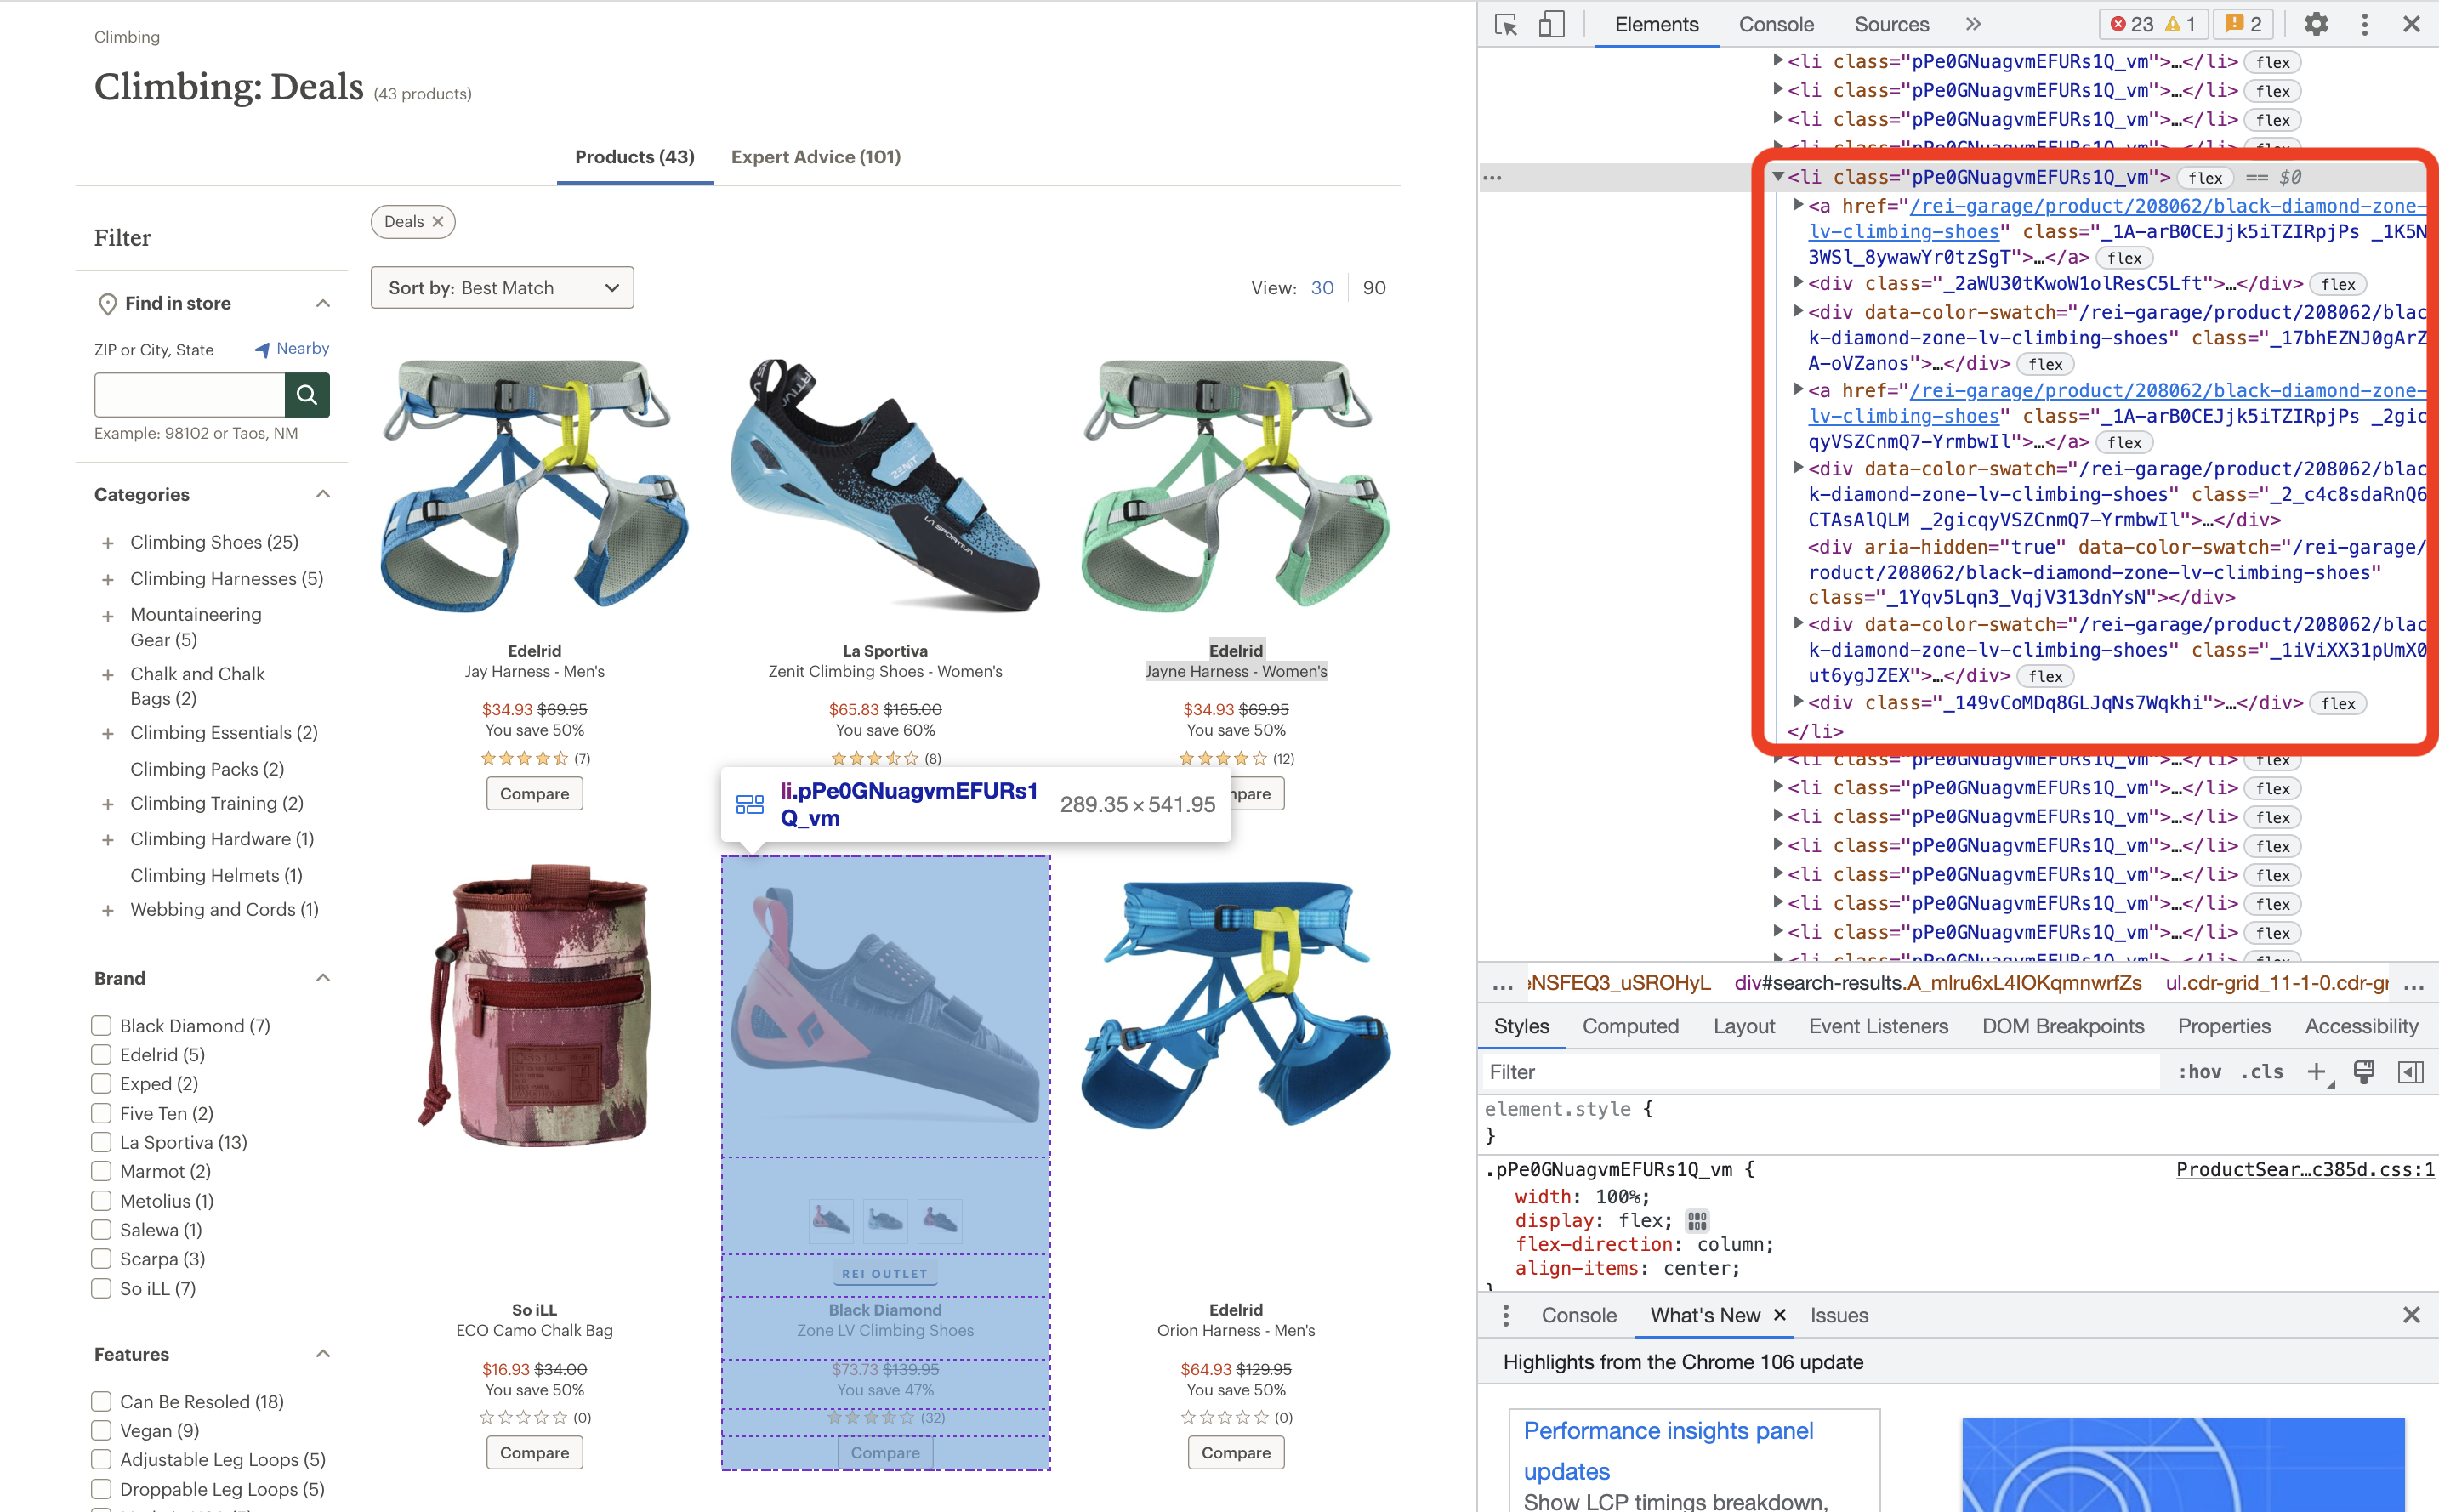 Climbing
Climbing: Deals (43 products)
Products (43)
Expert Advice (101)
Filter
Find in store
ZIP or City, State
Nearby
Example: 98102 or Taos, NM
Categories
+ Climbing Shoes (25)
+ Climbing Harnesses (5)
+ Mountaineering
Gear (5)
+ Chalk and Chalk
Bags (2)
+ Climbing Essentials (2)
Climbing Packs (2)
+ Climbing Training (2)
+ Climbing Hardware (1)
Climbing Helmets (1)
+ Webbing and Cords (1)
Brand
Black Diamond (7)
Edelrid (5)
Exped (2)
Five Ten (2)
La Sportiva (13)
Marmot (2)
Metolius (1)
Salewa (1)
Scarpa (3)
So iLL (7)
Features
Can Be Resoled (18)
Vegan (9)
Adjustable Leg Loops (5)
Droppable Leg Loops (5)
Deals ×
Sort by: Best Match
View: 30 90
ZENIT
LA SPORTIVA
Edelrid
Jay Harness - Men's
$34.93 $69.95
You save 50%
(7)
Compare
La Sportiva
Zenit Climbing Shoes - Women's
$65.83 $165.00
You save 60%
(8)
Edelrid
Jayne Harness - Women's
$34.93 $69.95
You save 50%
(12)
li.pPe0GNuagvmEFURs1
Q_vm
289.35×541.95
So iLL
ECO Camo Chalk Bag
$16.93 $34.00
You save 50%
(0)
Compare
REI OUTLET
Black Diamond
Zone LV Climbing Shoes
$73.73 $139.95
You save 47%
(32)
Compare
Edelrid
Orion Harness - Men's
$64.93 $129.95
You save 50%
(0)
Compare
Elements Console Sources » 23 1 2
<li class="pPe0GNuagvmEFURs1Q_vm">…</li> flex
<li class="pPe0GNuagvmEFURs1Q_vm">…</li> flex
<li class="pPe0GNuagvmEFURs1Q_vm">…</li> flex
… <li class="pPe0GNuagvmEFURs1Q_vm"> flex == $0
<a href="/rei-garage/product/208062/black-diamond-zone-
lv-climbing-shoes" class="_1A-arB0CEJjk5iTZIRpjPs _1K5N
3WSl_8ywawYr0tzSgT">…</a> flex
<div class="_2aWU30tKwoW1olResC5Lft">…</div> flex
<div data-color-swatch="/rei-garage/product/208062/blac
k-diamond-zone-lv-climbing-shoes" class="_17bhEZNJ0gArZ
A-oVZanos">…</div> flex
<a href="/rei-garage/product/208062/black-diamond-zone-
lv-climbing-shoes" class="_1A-arB0CEJjk5iTZIRpjPs _2gic
qyVSZCnmQ7-YrmbwIl">…</a> flex
<div data-color-swatch="/rei-garage/product/208062/blac
k-diamond-zone-lv-climbing-shoes" class="_2_c4c8sdaRnQ6
CTAsAlQLM _2gicqyVSZCnmQ7-YrmbwIl">…</div>
<div aria-hidden="true" data-color-swatch="/rei-garage/
roduct/208062/black-diamond-zone-lv-climbing-shoes"
class="_1Yqv5Lqn3_VqjV313dnYsN"></div>
<div data-color-swatch="/rei-garage/product/208062/blac
k-diamond-zone-lv-climbing-shoes" class="_1iViXX31pUmX0
ut6ygJZEX">…</div> flex
<div class="_149vCoMDq8GLJqNs7Wqkhi">…</div> flex
</li>
<li class="pPe0GNuagvmEFURs1Q_vm">…</li> flex
<li class="pPe0GNuagvmEFURs1Q_vm">…</li> flex
<li class="pPe0GNuagvmEFURs1Q_vm">…</li> flex
<li class="pPe0GNuagvmEFURs1Q_vm">…</li> flex
<li class="pPe0GNuagvmEFURs1Q_vm">…</li> flex
<li class="pPe0GNuagvmEFURs1Q_vm">…</li> flex
<li class="pPe0GNuagvmEFURs1Q_vm">…</li> flex
… eNSFEQ3_uSROHyL div#search-results.A_mlru6xL4IOKqmnwrfZs ul.cdr-grid_11-1-0.cdr-gr …
Styles Computed Layout Event Listeners DOM Breakpoints Properties Accessibility
Filter :hov .cls +
element.style {
}
.pPe0GNuagvmEFURs1Q_vm { ProductSear…c385d.css:1
width: 100%;
display: flex;
flex-direction: column;
align-items: center;
Console What's New × Issues
Highlights from the Chrome 106 update
Performance insights panel
updates
Show LCP timings breakdown,